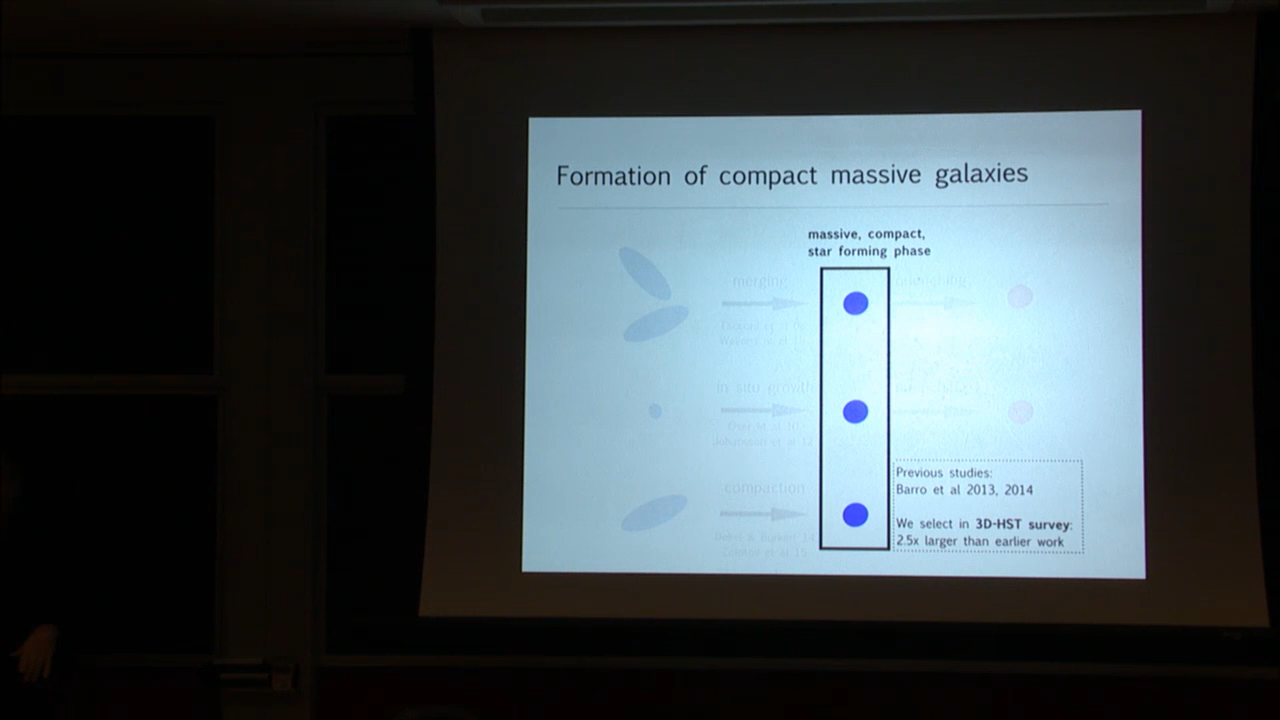 Formation of compact massive galaxies
massive, compact,
star forming phase
merging
quenching
in situ growth
compaction
Previous studies:
Barro et al 2013, 2014
We select in 3D-HST survey:
2.5x larger than earlier work